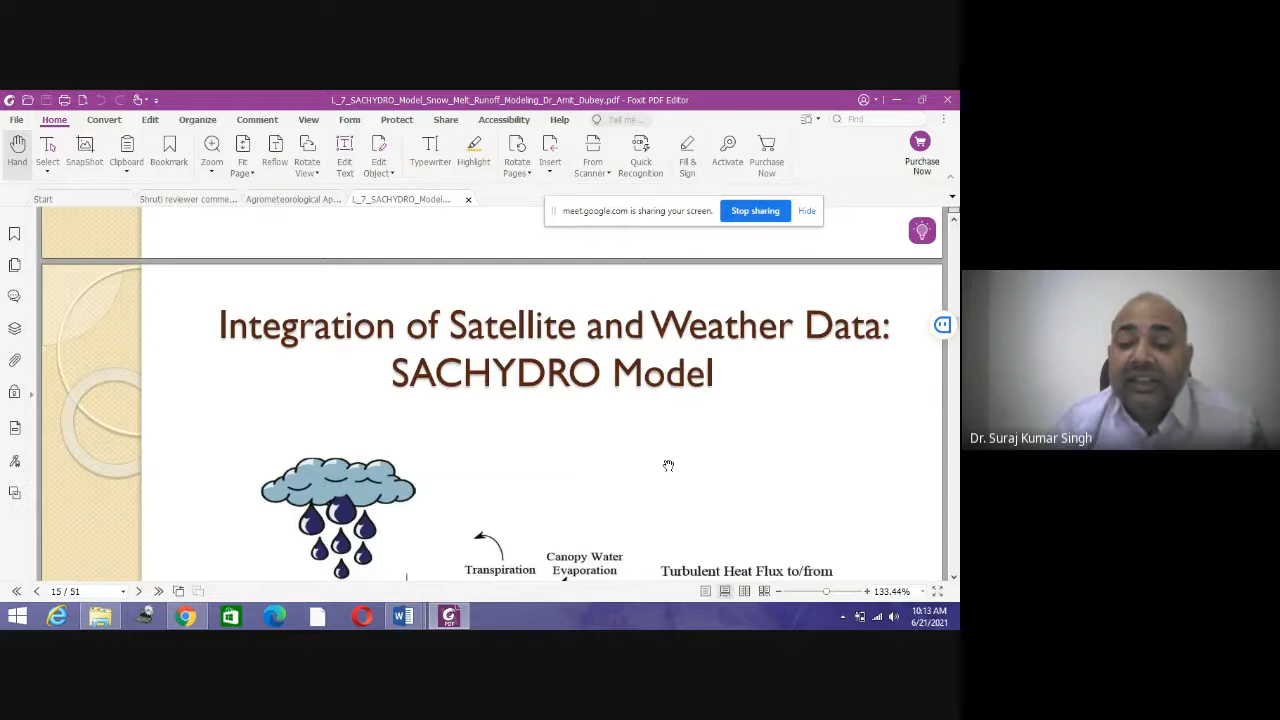 L_7_SACHYDRO_Model_Snow_Melt_Runoff_Modeling_Dr_Amit_Dubey.pdf - Foxit PDF Editor
File Home Convert Edit Organize Comment View Form Protect Share Accessibility Help Tell me... Find
Hand Select SnapShot Clipboard Bookmark Zoom Fit Page Reflow Rotate View Edit Text Edit Object Typewriter Highlight Rotate Pages Insert From Scanner Quick Recognition Fill & Sign Activate Purchase Now Purchase Now
OCR
Start Shruti reviewer comme... Agrometeorological Ap... L_7_SACHYDRO_Model...
meet.google.com is sharing your screen. Stop sharing Hide
Integration of Satellite and Weather Data:
SACHYDRO Model
Transpiration
Canopy Water
Evaporation
Turbulent Heat Flux to/from
Dr. Suraj Kumar Singh
15 / 51
133.44%
PDF
10:13 AM
6/21/2021